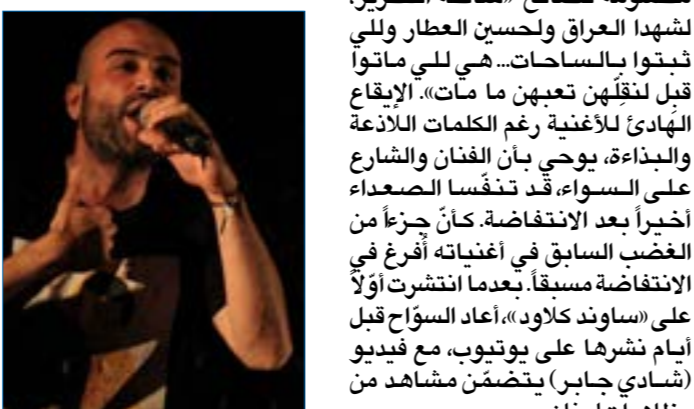 لشهدا العراق ولحسين العطار وللي
ثبتوا بالساحات... هي للي ماتوا
قبل لنقِلّهن تعبهن ما مات». الإيقاع
الهادئ للأغنية رغم الكلمات اللاذعة
والبذاءة، يوحي بأن الفنان والشارع
على السواء، قد تنفّسا الصعداء
أخيراً بعد الانتفاضة. كأنّ جزءاً من
الغضب السابق في أغنياته أُفرغ في
الانتفاضة مسبقاً. بعدما انتشرت أوّلاً
على «ساوند كلاود»، أعاد السوّاح قبل
أيام نشرها على يوتيوب، مع فيديو
(شادي جابر) يتضمّن مشاهد من